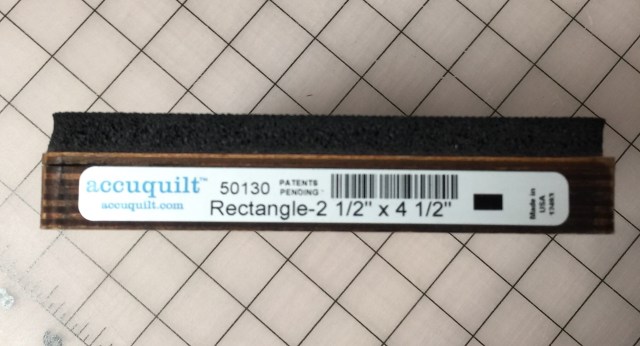 accuquilt™ 50130 PATENTS
PENDING
accuquilt.com Rectangle-2 1/2" x 4 1/2"
Made in
USA